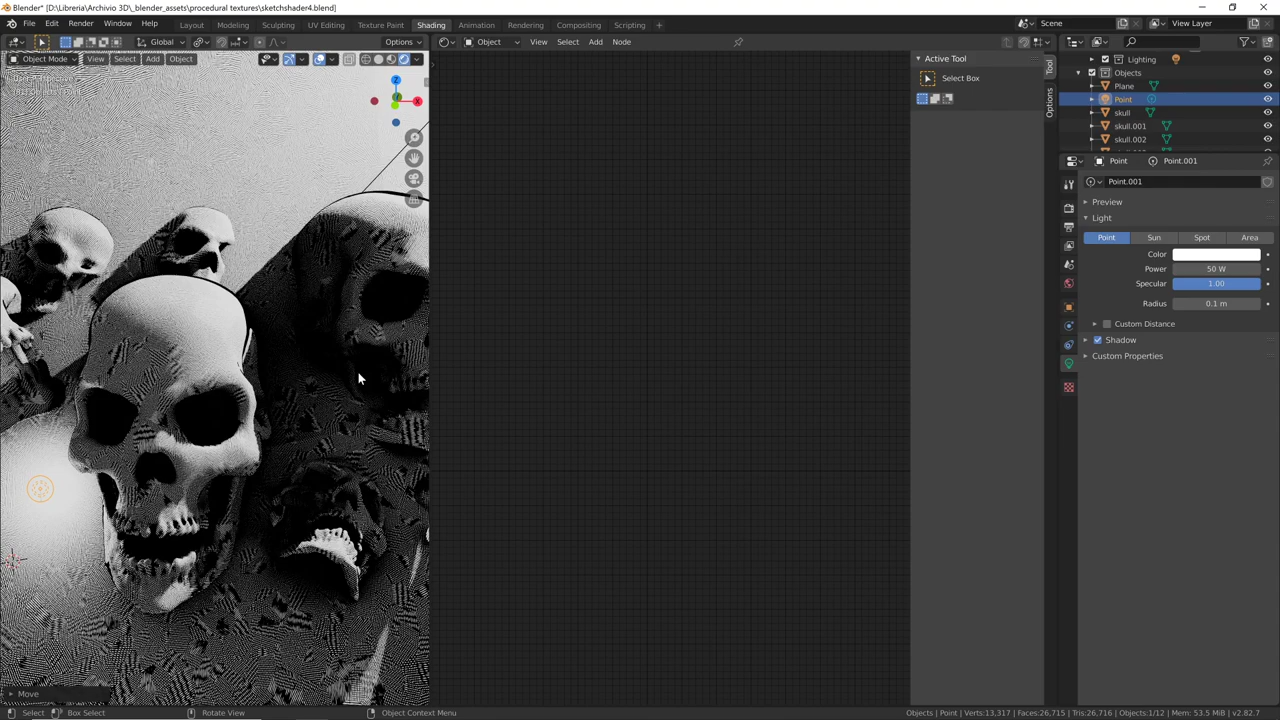 Blender* [D:\Libreria\Archivio 3D\_blender_assets\procedural textures\sketchshader4.blend]
File Edit Render Window Help Layout Modeling Sculpting UV Editing Texture Paint Shading Animation Rendering Compositing Scripting Scene View Layer
Global Options Object View Select Add Node
Object Mode View Select Add Object Active Tool Lighting
Objects
Select Box Plane
Point
skull
skull.001
skull.002
Tool
Options
Z
X
Point Point.001
Point.001
Preview
Light
Point Sun Spot Area
Color
Power 50 W
Specular 1.00
Radius 0.1 m
Custom Distance
Shadow
Custom Properties
Move
Select Box Select Rotate View Object Context Menu Objects | Point | Verts:13,317 | Faces:26,715 | Tris:26,716 | Objects:1/12 | Mem: 53.5 MiB | v2.82.7